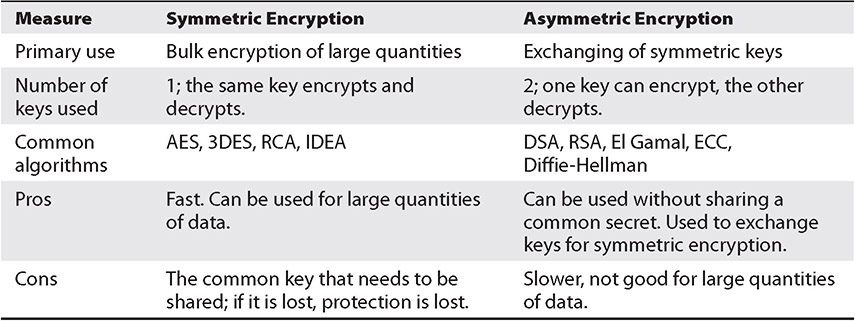 Measure Symmetric Encryption Asymmetric Encryption
Primary use Bulk encryption of large quantities Exchanging of symmetric keys
Number of keys used 1; the same key encrypts and decrypts. 2; one key can encrypt, the other decrypts.
Common algorithms AES, 3DES, RCA, IDEA DSA, RSA, El Gamal, ECC, Diffie-Hellman
Pros Fast. Can be used for large quantities of data. Can be used without sharing a common secret. Used to exchange keys for symmetric encryption.
Cons The common key that needs to be shared; if it is lost, protection is lost. Slower, not good for large quantities of data.